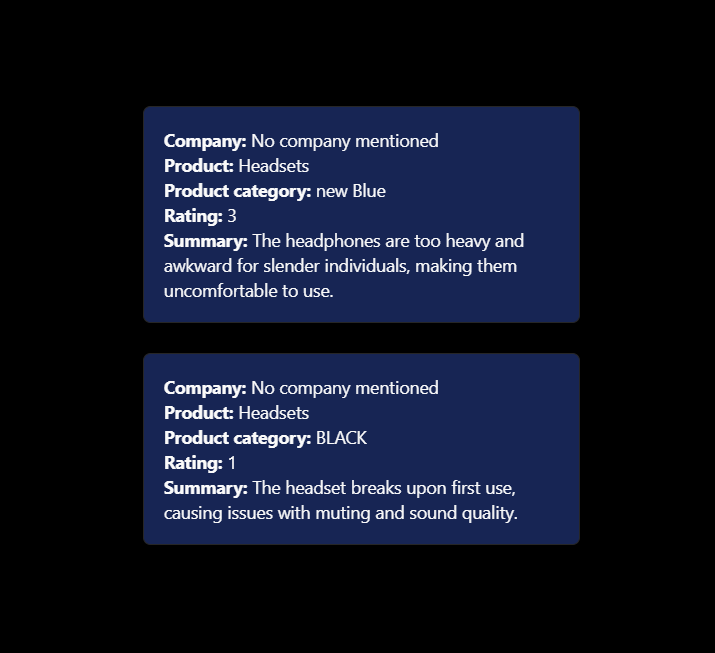 Company: No company mentioned
Product: Headsets
Product category: new Blue
Rating: 3
Summary: The headphones are too heavy and
awkward for slender individuals, making them
uncomfortable to use.
Company: No company mentioned
Product: Headsets
Product category: BLACK
Rating: 1
Summary: The headset breaks upon first use,
causing issues with muting and sound quality.